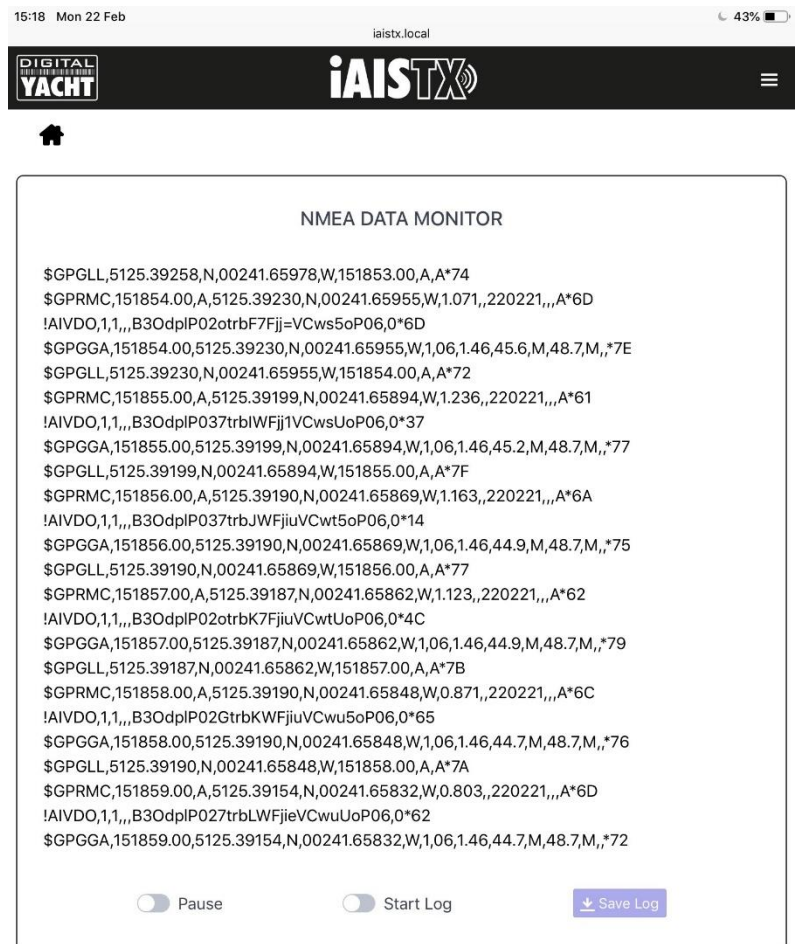 15:18 Mon 22 Feb
43%
iaistx.local
DIGITAL
YACHT
iAISTX
NMEA DATA MONITOR
$GPGLL,5125.39258,N,00241.65978,W,151853.00,A,A*74
$GPRMC,151854.00,A,5125.39230,N,00241.65955,W,1.071,,220221,,,A*6D
!AIVDO,1,1,,,B3OdplP02otrbF7Fjj=VCws5oP06,0*6D
$GPGGA,151854.00,5125.39230,N,00241.65955,W,1,06,1.46,45.6,M,48.7,M,,*7E
$GPGLL,5125.39230,N,00241.65955,W,151854.00,A,A*72
$GPRMC,151855.00,A,5125.39199,N,00241.65894,W,1.236,,220221,,,A*61
!AIVDO,1,1,,,B3OdplP037trbIWFjj1VCwsUoP06,0*37
$GPGGA,151855.00,5125.39199,N,00241.65894,W,1,06,1.46,45.2,M,48.7,M,,*77
$GPGLL,5125.39199,N,00241.65894,W,151855.00,A,A*7F
$GPRMC,151856.00,A,5125.39190,N,00241.65869,W,1.163,,220221,,,A*6A
!AIVDO,1,1,,,B3OdplP037trbJWFjiuVCwt5oP06,0*14
$GPGGA,151856.00,5125.39190,N,00241.65869,W,1,06,1.46,44.9,M,48.7,M,,*75
$GPGLL,5125.39190,N,00241.65869,W,151856.00,A,A*77
$GPRMC,151857.00,A,5125.39187,N,00241.65862,W,1.123,,220221,,,A*62
!AIVDO,1,1,,,B3OdplP02otrbK7FjiuVCwtUoP06,0*4C
$GPGGA,151857.00,5125.39187,N,00241.65862,W,1,06,1.46,44.9,M,48.7,M,,*79
$GPGLL,5125.39187,N,00241.65862,W,151857.00,A,A*7B
$GPRMC,151858.00,A,5125.39190,N,00241.65848,W,0.871,,220221,,,A*6C
!AIVDO,1,1,,,B3OdplP02GtrbKWFjiuVCwu5oP06,0*65
$GPGGA,151858.00,5125.39190,N,00241.65848,W,1,06,1.46,44.7,M,48.7,M,,*76
$GPGLL,5125.39190,N,00241.65848,W,151858.00,A,A*7A
$GPRMC,151859.00,A,5125.39154,N,00241.65832,W,0.803,,220221,,,A*6D
!AIVDO,1,1,,,B3OdplP027trbLWFjieVCwuUoP06,0*62
$GPGGA,151859.00,5125.39154,N,00241.65832,W,1,06,1.46,44.7,M,48.7,M,,*72
Pause
Start Log
Save Log